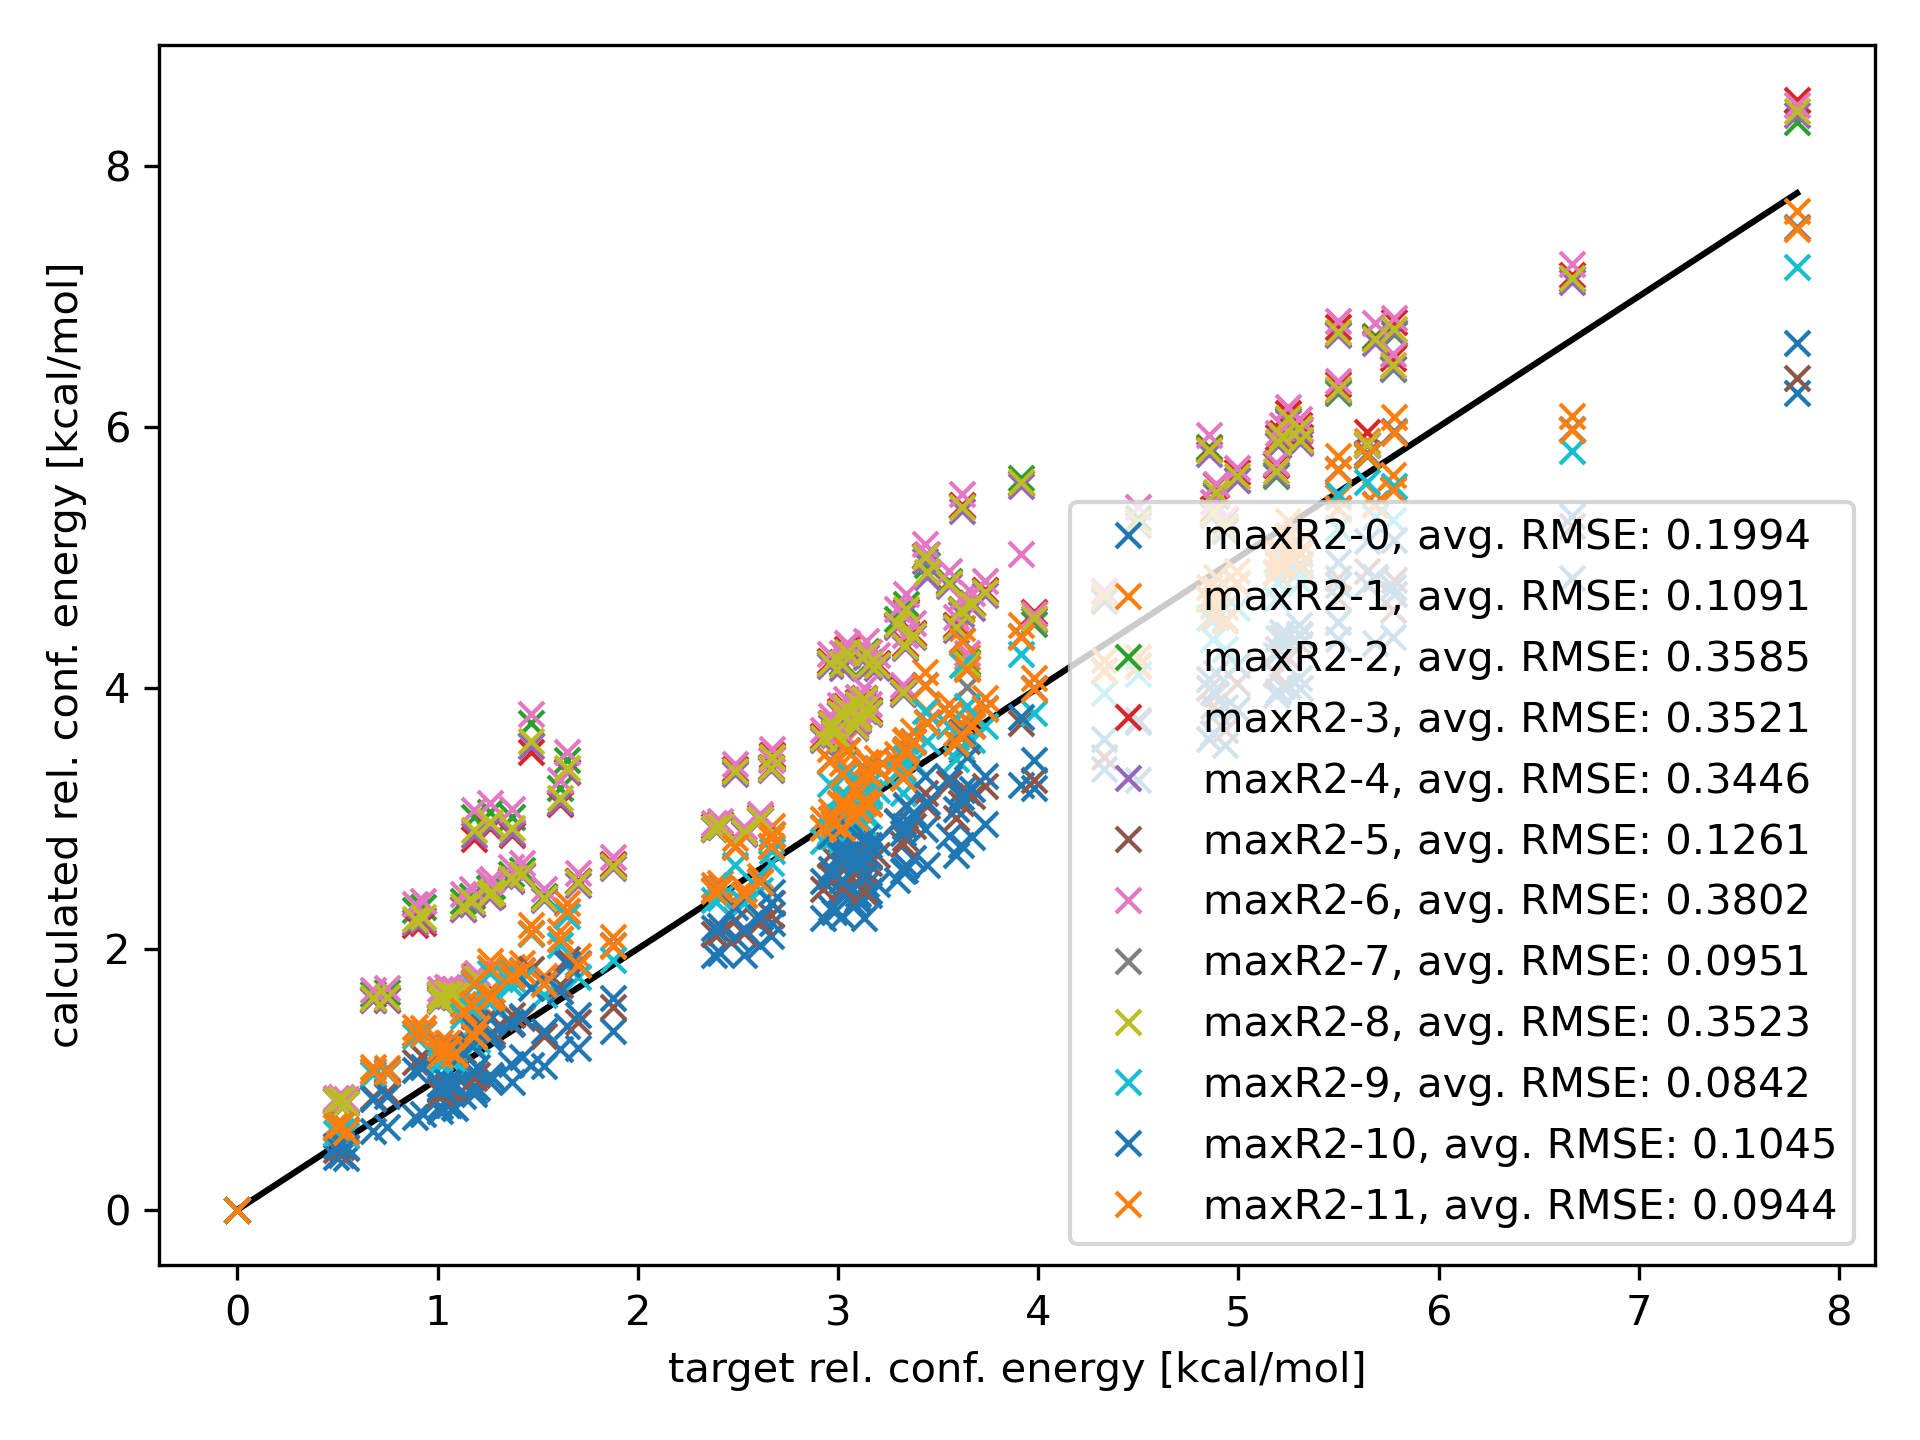 calculated rel. conf. energy [kcal/mol]
8
6
4
2
0
maxR2-0, avg. RMSE: 0.1994
maxR2-1, avg. RMSE: 0.1091
maxR2-2, avg. RMSE: 0.3585
maxR2-3, avg. RMSE: 0.3521
maxR2-4, avg. RMSE: 0.3446
maxR2-5, avg. RMSE: 0.1261
maxR2-6, avg. RMSE: 0.3802
maxR2-7, avg. RMSE: 0.0951
maxR2-8, avg. RMSE: 0.3523
maxR2-9, avg. RMSE: 0.0842
maxR2-10, avg. RMSE: 0.1045
maxR2-11, avg. RMSE: 0.0944
0 1 2 3 4 5 6 7 8
target rel. conf. energy [kcal/mol]